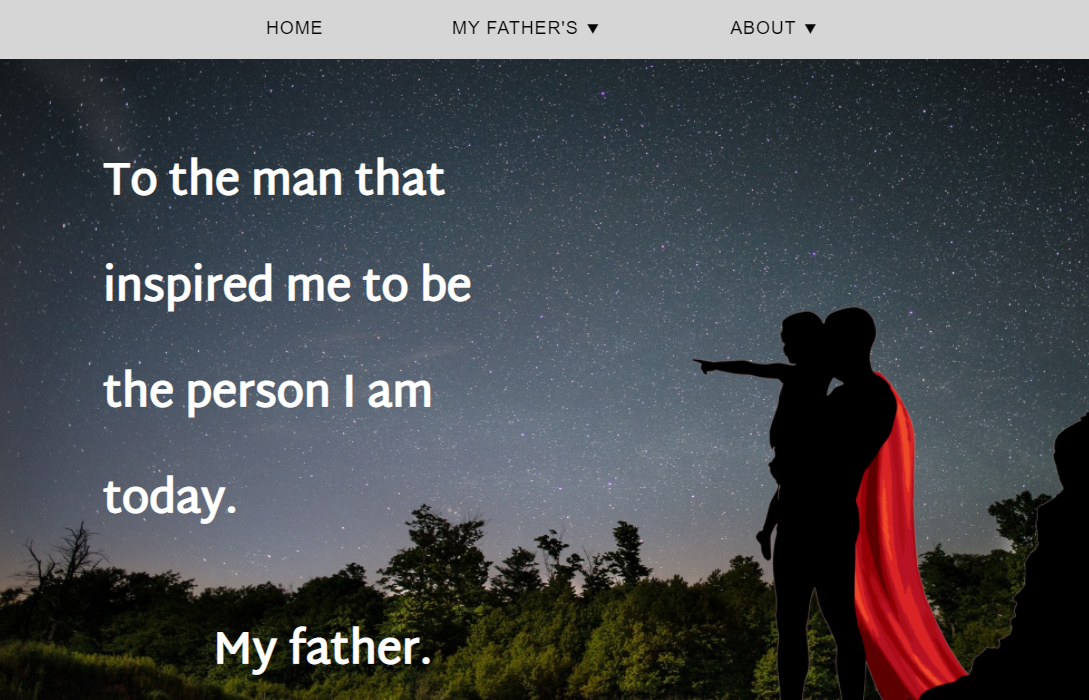 HOME MY FATHER'S ▼ ABOUT ▼
To the man that
inspired me to be
the person I am
today.
My father.